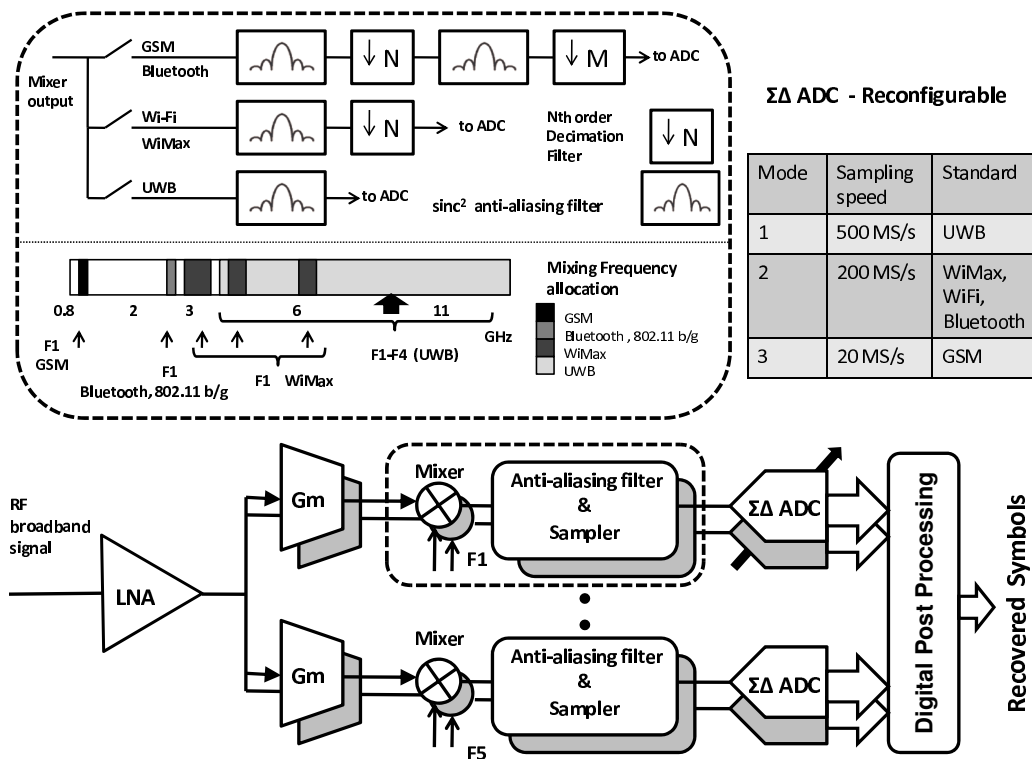 GSM
Bluetooth
Mixer
output
↓ N
↓ M
to ADC
Wi-Fi
WiMax
↓ N
to ADC
Nth order
Decimation
Filter
↓ N
UWB
to ADC
sinc² anti-aliasing filter
0.8
2
3
6
11
GHz
F1
GSM
F1
Bluetooth, 802.11 b/g
F1 WiMax
F1-F4 (UWB)
Mixing Frequency
allocation
GSM
Bluetooth , 802.11 b/g
WiMax
UWB
ΣΔ ADC - Reconfigurable
Mode Sampling speed Standard
1 500 MS/s UWB
2 200 MS/s WiMax, WiFi, Bluetooth
3 20 MS/s GSM
RF
broadband
signal
LNA
Gm
Mixer
F1
Anti-aliasing filter
&
Sampler
ΣΔ ADC
Gm
Mixer
F5
Anti-aliasing filter
&
Sampler
ΣΔ ADC
Digital Post Processing
Recovered Symbols